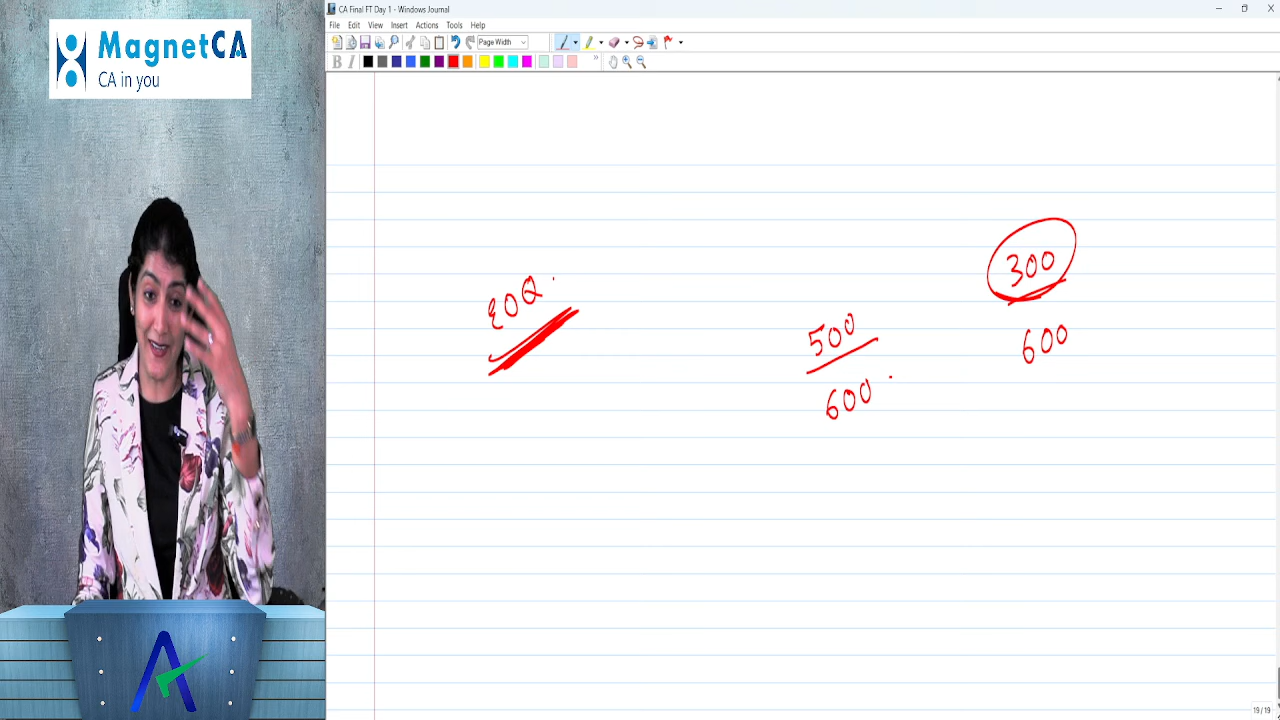 MagnetCA
CA in you
CA Final FT Day 1 - Windows Journal
File Edit View Insert Actions Tools Help
Page Width
B I
EOQ.
500
600.
300
600
19/19